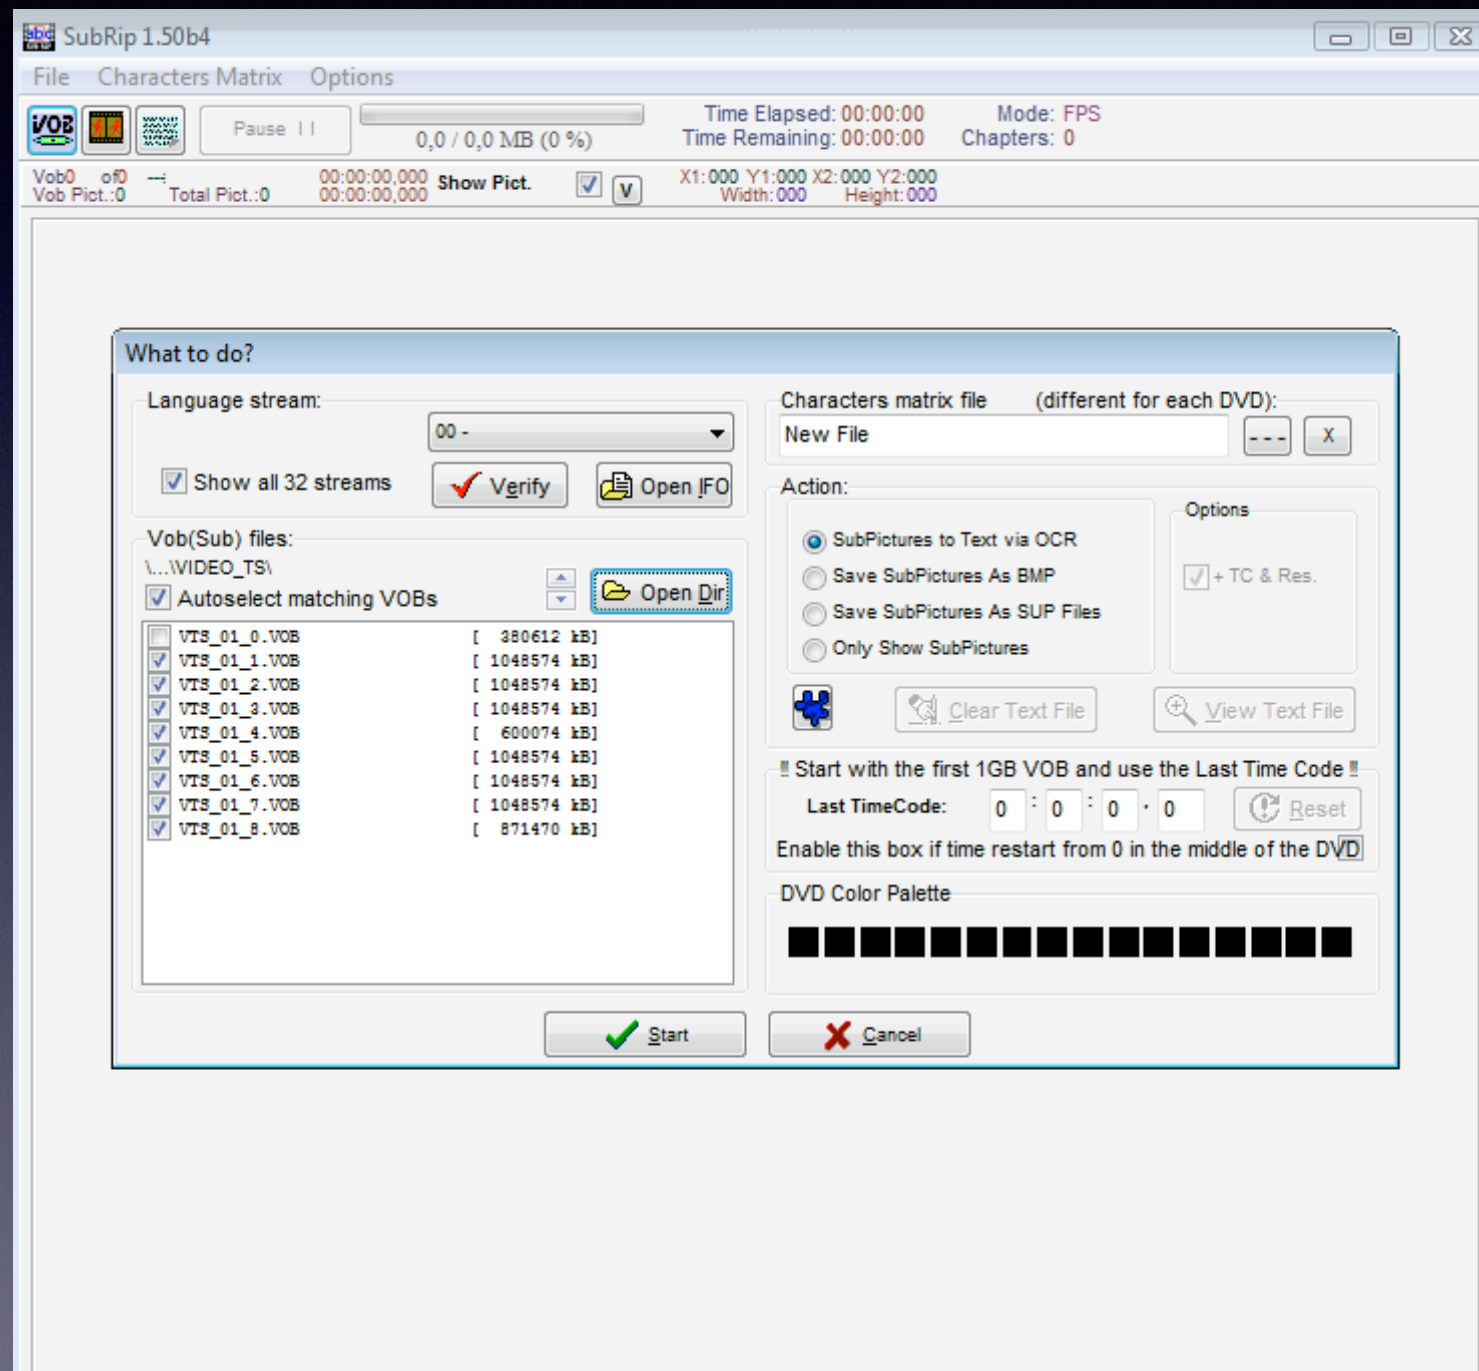 SubRip 1.50b4
File Characters Matrix Options
Pause
0,0 / 0,0 MB (0 %)
Time Elapsed: 00:00:00 Mode: FPS
Time Remaining: 00:00:00 Chapters: 0
Vob0 of0 --: 00:00:00,000 Show Pict. V X1:000 Y1:000 X2:000 Y2:000
Vob Pict.:0 Total Pict.:0 00:00:00,000 Width:000 Height:000
What to do?
Language stream:
00 -
Show all 32 streams Verify Open IFO
Vob(Sub) files:
\...\VIDEO_TS\
Autoselect matching VOBs Open Dir
VTS_01_0.VOB [ 380612 kB]
VTS_01_1.VOB [ 1048574 kB]
VTS_01_2.VOB [ 1048574 kB]
VTS_01_3.VOB [ 1048574 kB]
VTS_01_4.VOB [ 600074 kB]
VTS_01_5.VOB [ 1048574 kB]
VTS_01_6.VOB [ 1048574 kB]
VTS_01_7.VOB [ 1048574 kB]
VTS_01_8.VOB [ 871470 kB]
Characters matrix file (different for each DVD):
New File --- X
Action:
SubPictures to Text via OCR
Save SubPictures As BMP
Save SubPictures As SUP Files
Only Show SubPictures
Options
+ TC & Res.
Clear Text File View Text File
!! Start with the first 1GB VOB and use the Last Time Code !!
Last TimeCode: 0 : 0 : 0 . 0 Reset
Enable this box if time restart from 0 in the middle of the DVD
DVD Color Palette
Start Cancel